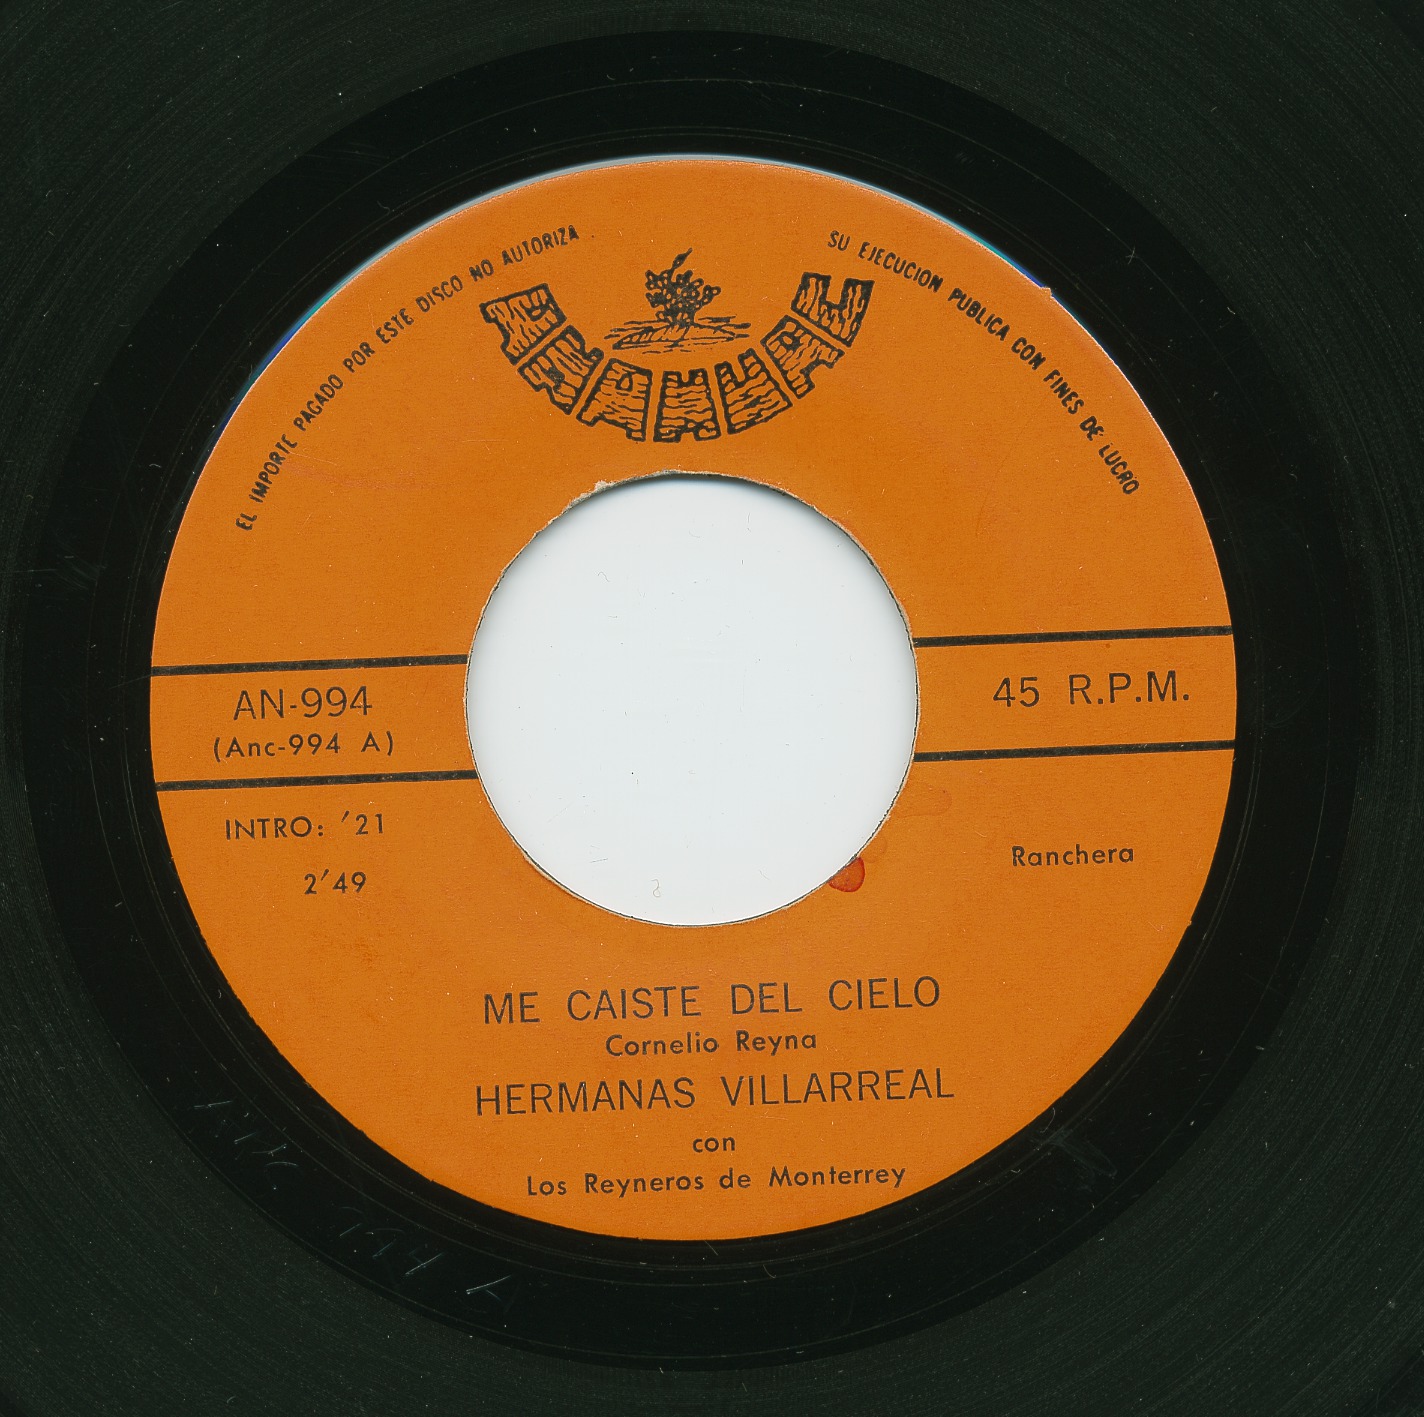 EL IMPORTE PAGADO POR ESTE DISCO NO AUTORIZA
SU EJECUCION PUBLICA CON FINES DE LUCRO
AN-994
(Anc-994 A)
45 R.P.M.
INTRO: '21
2'49
Ranchera
ME CAISTE DEL CIELO
Cornelio Reyna
HERMANAS VILLARREAL
con
Los Reyneros de Monterrey